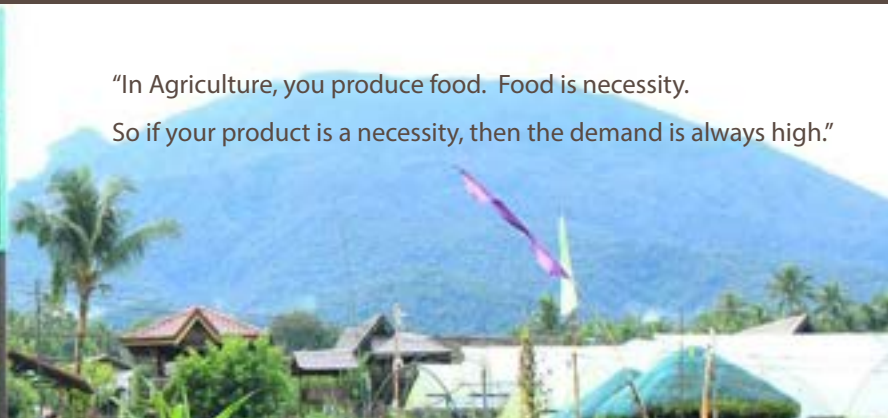 “In Agriculture, you produce food.  Food is necessity.
So if your product is a necessity, then the demand is always high.”